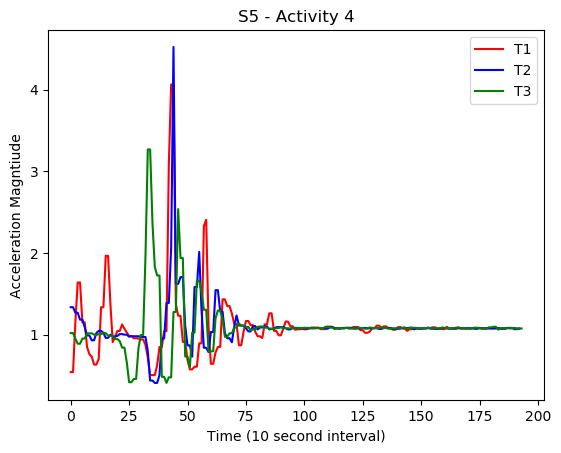 S5 - Activity 4
T1
T2
T3
Acceleration Magntiude
4
3
2
1
0
25
50
75
100
125
150
175
200
Time (10 second interval)